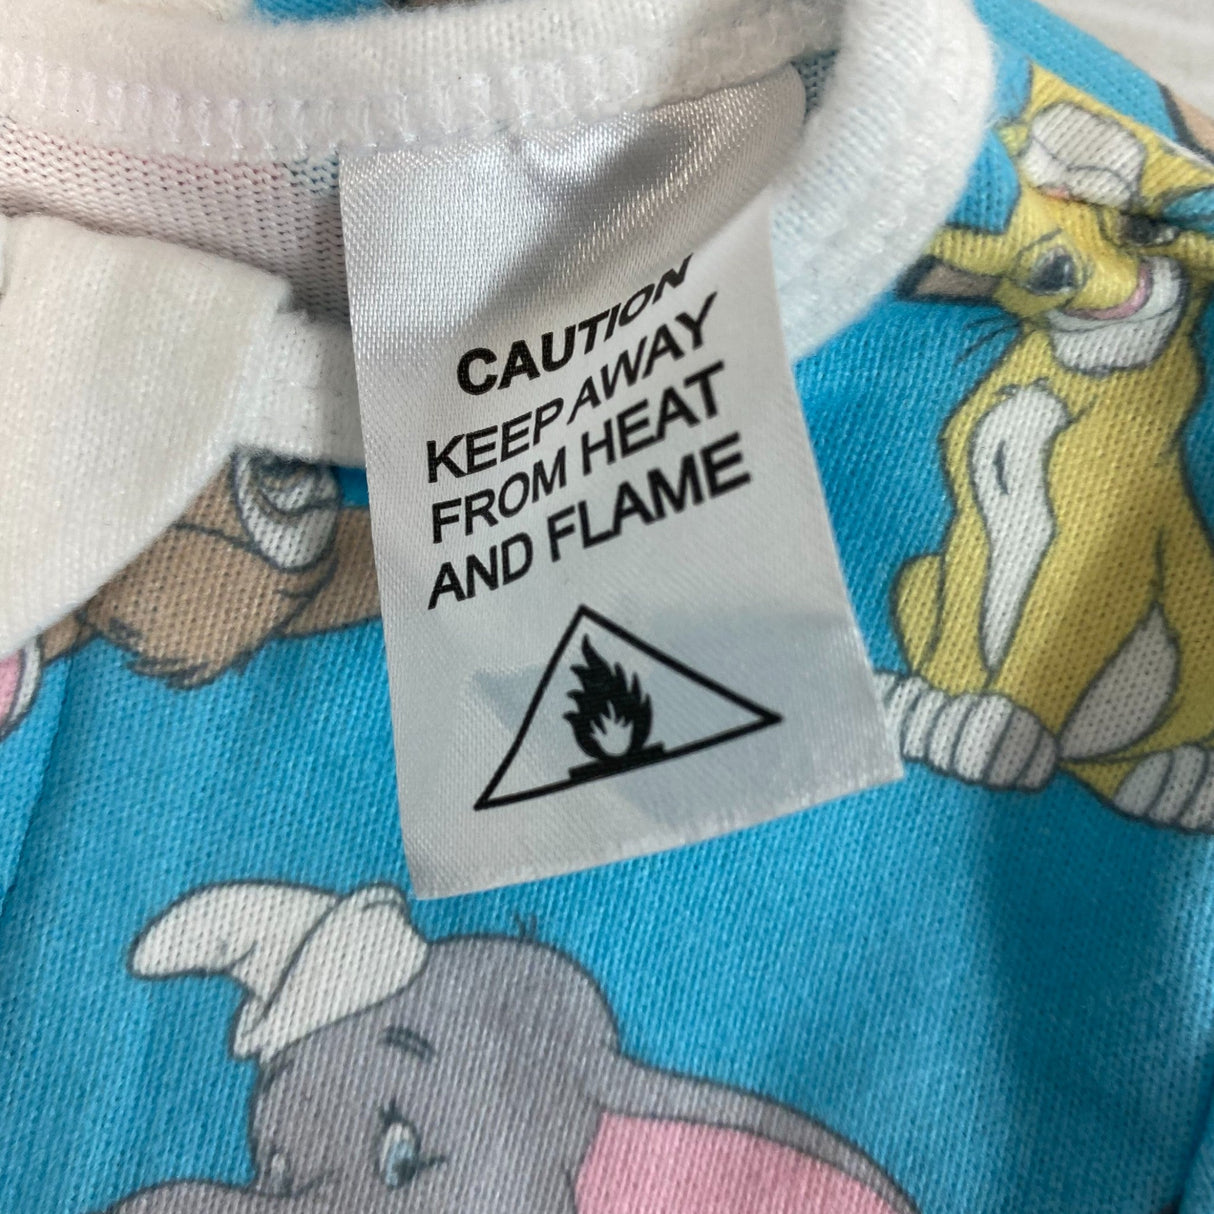 CAUTION
KEEP AWAY
FROM HEAT
AND FLAME